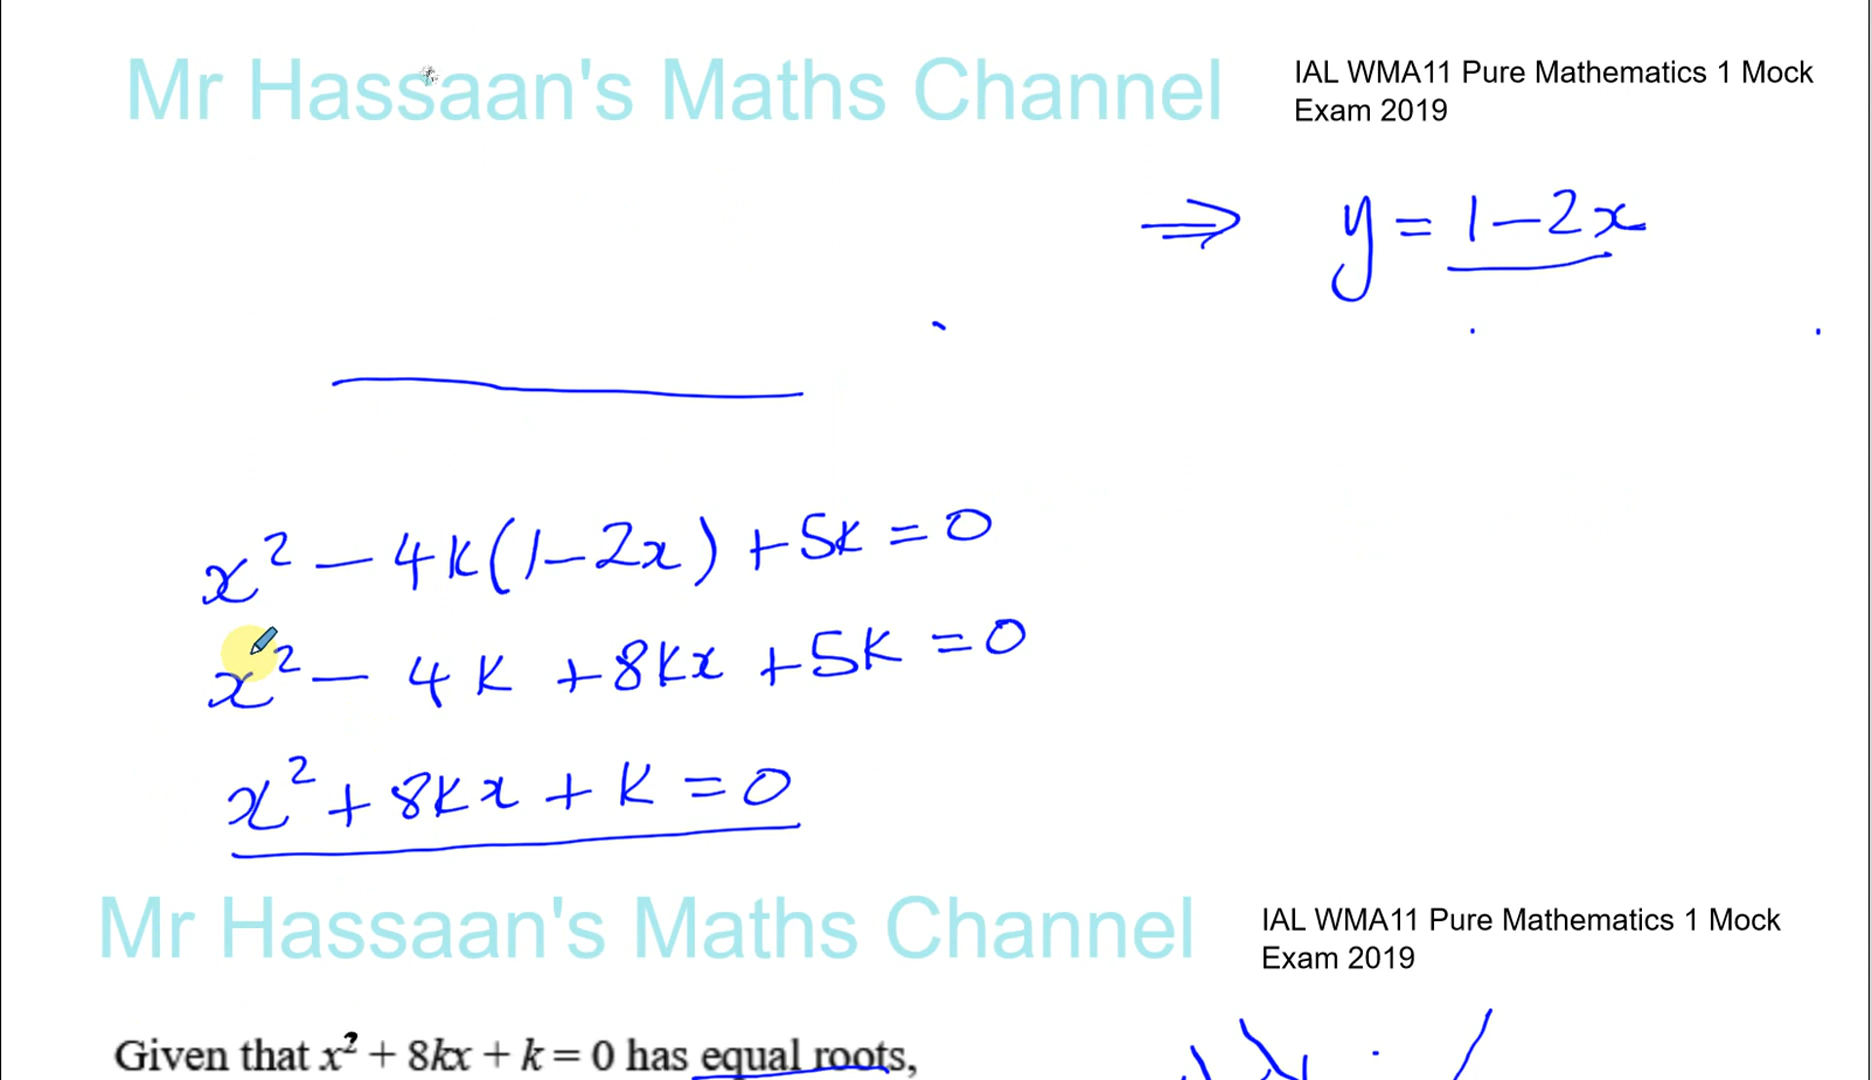 Mr Hassaan's Maths Channel
IAL WMA11 Pure Mathematics 1 Mock
Exam 2019
⇒ y = 1 – 2x
x² – 4k(1–2x) + 5k = 0
x² – 4k + 8kx + 5k = 0
x² + 8kx + k = 0
Mr Hassaan's Maths Channel
IAL WMA11 Pure Mathematics 1 Mock
Exam 2019
Given that x² + 8kx + k = 0 has equal roots,